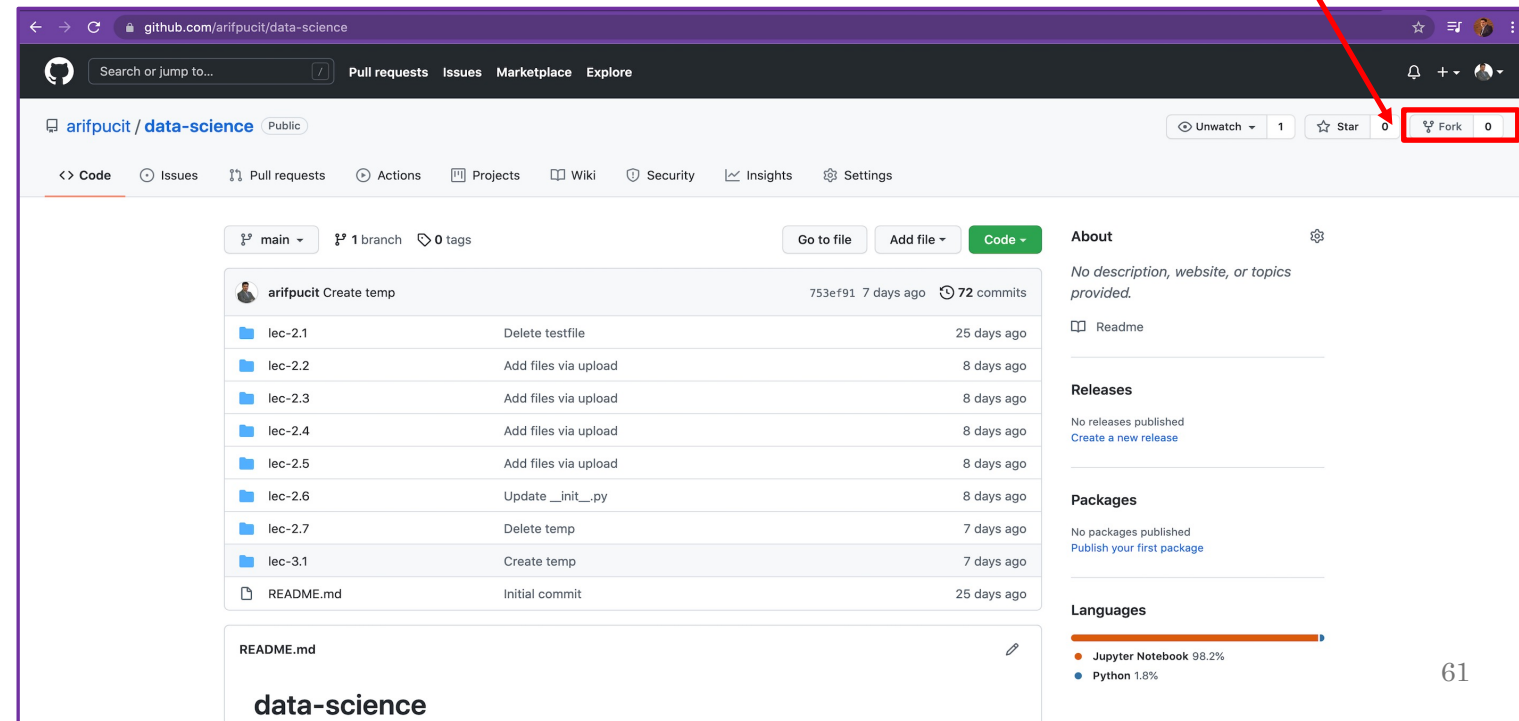 github.com/arifpucit/data-science
Search or jump to... / Pull requests Issues Marketplace Explore
arifpucit / data-science Public
Unwatch 1 Star 0 Fork 0
Code Issues Pull requests Actions Projects Wiki Security Insights Settings
main 1 branch 0 tags Go to file Add file Code
arifpucit Create temp 753ef91 7 days ago 72 commits
lec-2.1 Delete testfile 25 days ago
lec-2.2 Add files via upload 8 days ago
lec-2.3 Add files via upload 8 days ago
lec-2.4 Add files via upload 8 days ago
lec-2.5 Add files via upload 8 days ago
lec-2.6 Update __init__.py 8 days ago
lec-2.7 Delete temp 7 days ago
lec-3.1 Create temp 7 days ago
README.md Initial commit 25 days ago
README.md
data-science
About
No description, website, or topics
provided.
Readme
Releases
No releases published
Create a new release
Packages
No packages published
Publish your first package
Languages
Jupyter Notebook 98.2%
Python 1.8%
61